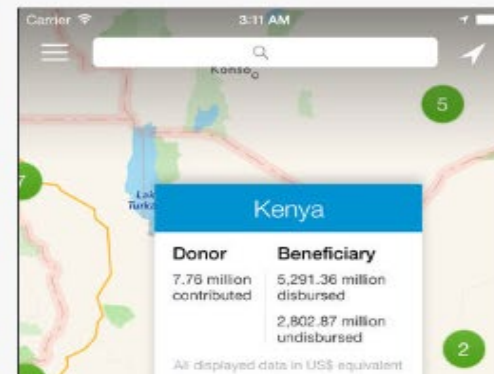 Carrier 3:11 AM
Konso
5
7
Lake
Kenya
Donor Beneficiary
7.76 million 5,291.36 million
contributed disbursed
2,802.87 million
undisbursed
2
All displayed data in US$ equivalent